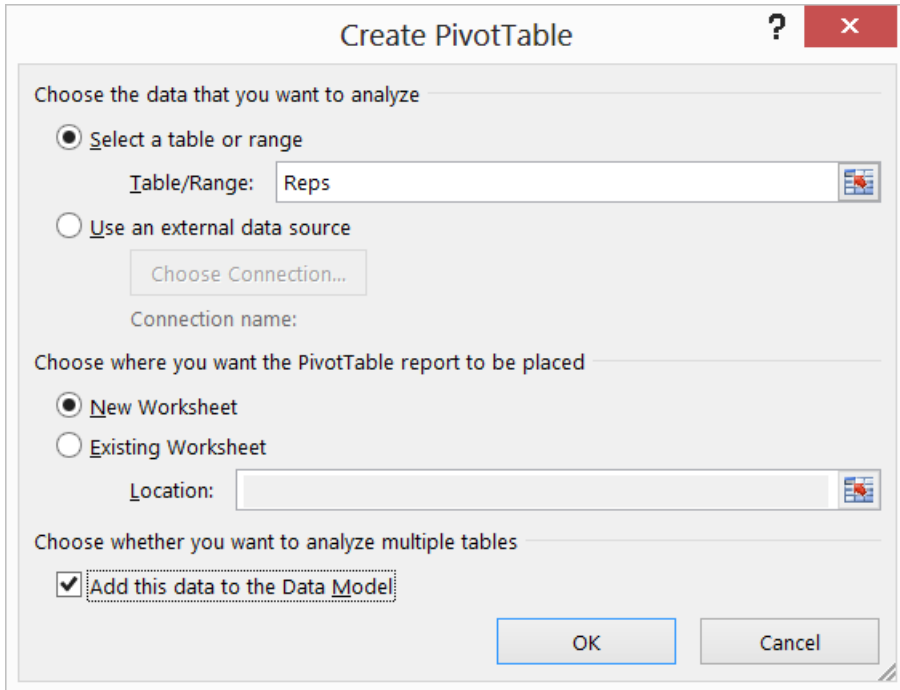 Create PivotTable
?
x
Choose the data that you want to analyze
Select a table or range
Table/Range: Reps
Use an external data source
Choose Connection...
Connection name:
Choose where you want the PivotTable report to be placed
New Worksheet
Existing Worksheet
Location:
Choose whether you want to analyze multiple tables
Add this data to the Data Model
OK Cancel